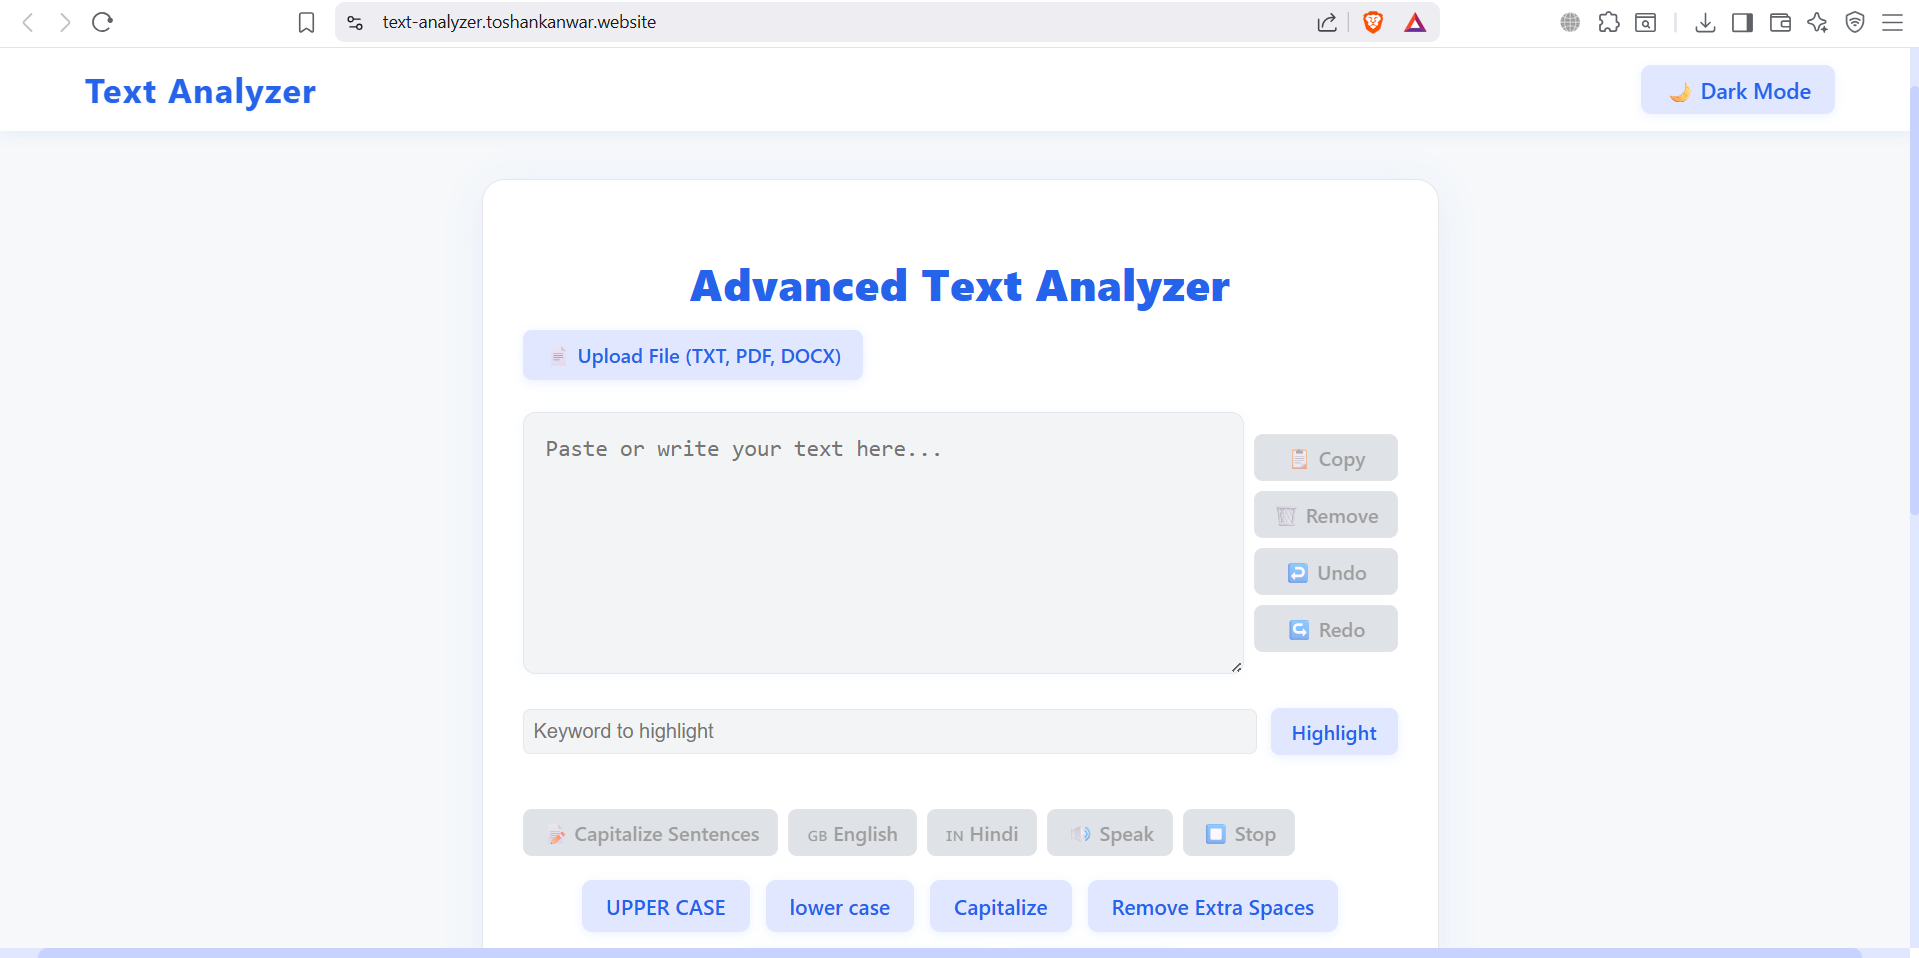 text-analyzer.toshankanwar.website
Text Analyzer
🌙 Dark Mode
Advanced Text Analyzer
Upload File (TXT, PDF, DOCX)
Paste or write your text here...
Copy
Remove
Undo
Redo
Keyword to highlight
Highlight
Capitalize Sentences
GB English
IN Hindi
Speak
Stop
UPPER CASE
lower case
Capitalize
Remove Extra Spaces